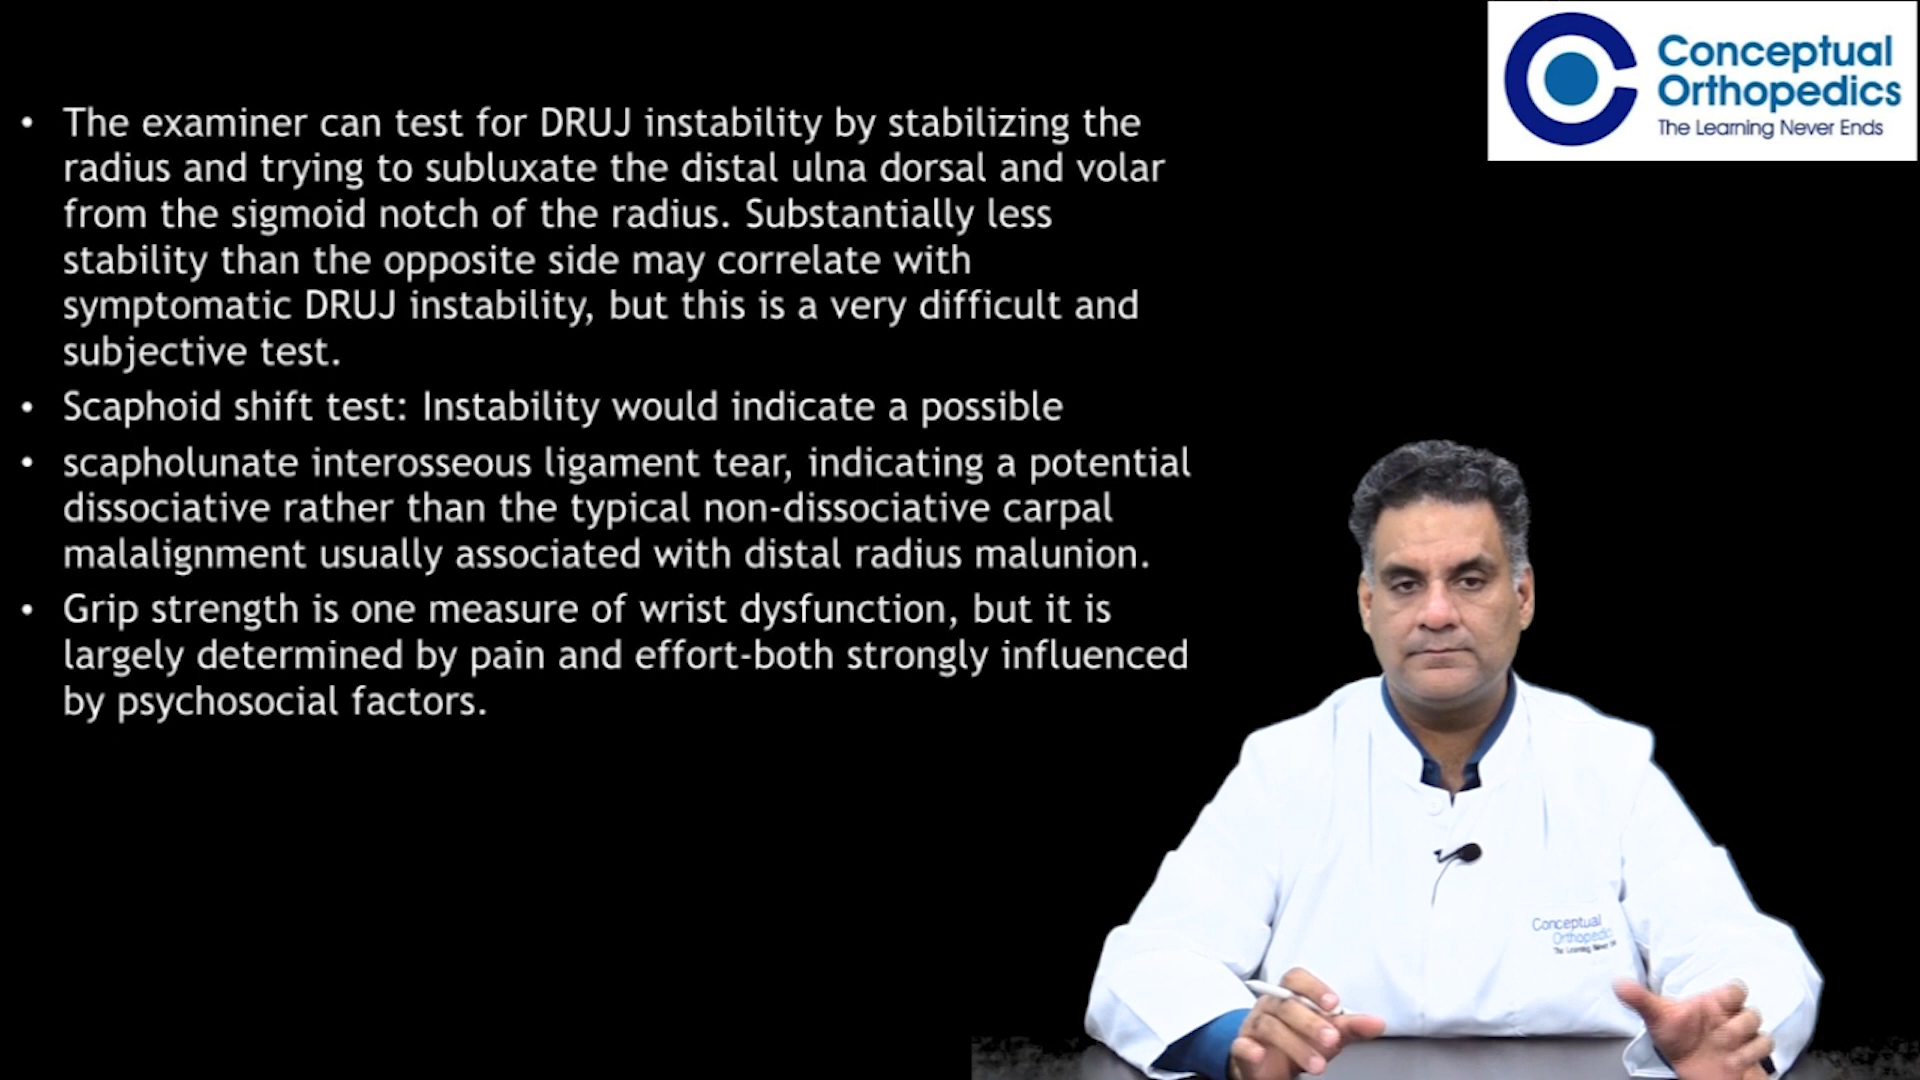 • The examiner can test for DRUJ instability by stabilizing the
radius and trying to subluxate the distal ulna dorsal and volar
from the sigmoid notch of the radius. Substantially less
stability than the opposite side may correlate with
symptomatic DRUJ instability, but this is a very difficult and
subjective test.
• Scaphoid shift test: Instability would indicate a possible
• scapholunate interosseous ligament tear, indicating a potential
dissociative rather than the typical non-dissociative carpal
malalignment usually associated with distal radius malunion.
• Grip strength is one measure of wrist dysfunction, but it is
largely determined by pain and effort-both strongly influenced
by psychosocial factors.
Conceptual
Orthopedics
The Learning Never Ends
Conceptual
Orthopedic
The Learning Never